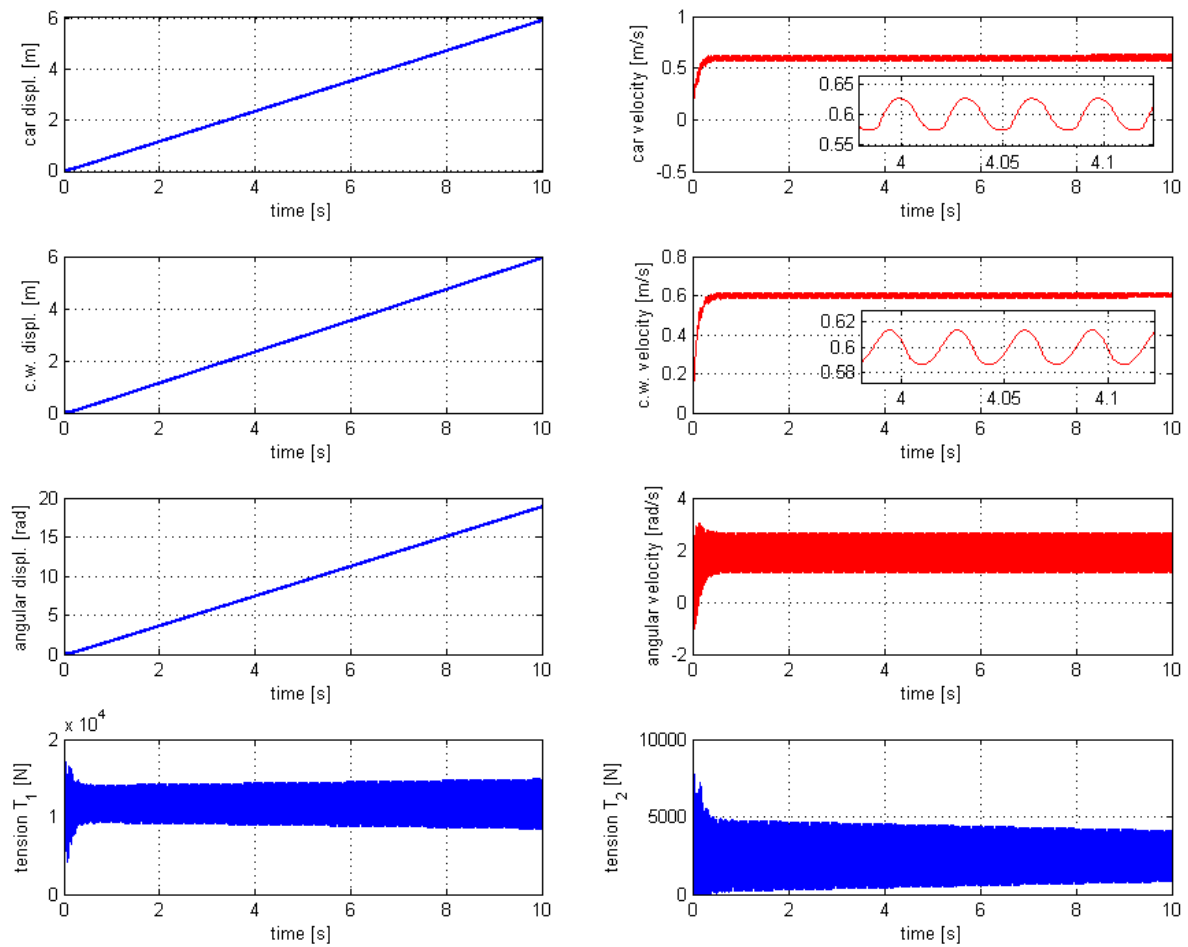 car displ. [m]
6
4
2
0
0 2 4 6 8 10
time [s]
car velocity [m/s]
1
0.5
0
-0.5
0.65
0.6
0.55
4 4.05 4.1
0 2 4 6 8 10
time [s]
c.w. displ. [m]
6
4
2
0
0 2 4 6 8 10
time [s]
c.w. velocity [m/s]
0.8
0.6
0.4
0.2
0
0.62
0.6
0.58
4 4.05 4.1
0 2 4 6 8 10
time [s]
angular displ. [rad]
20
15
10
5
0
0 2 4 6 8 10
time [s]
angular velocity [rad/s]
4
2
0
-2
0 2 4 6 8 10
time [s]
x 10^4
tension T_1 [N]
2
1
0
0 2 4 6 8 10
time [s]
tension T_2 [N]
10000
5000
0
0 2 4 6 8 10
time [s]